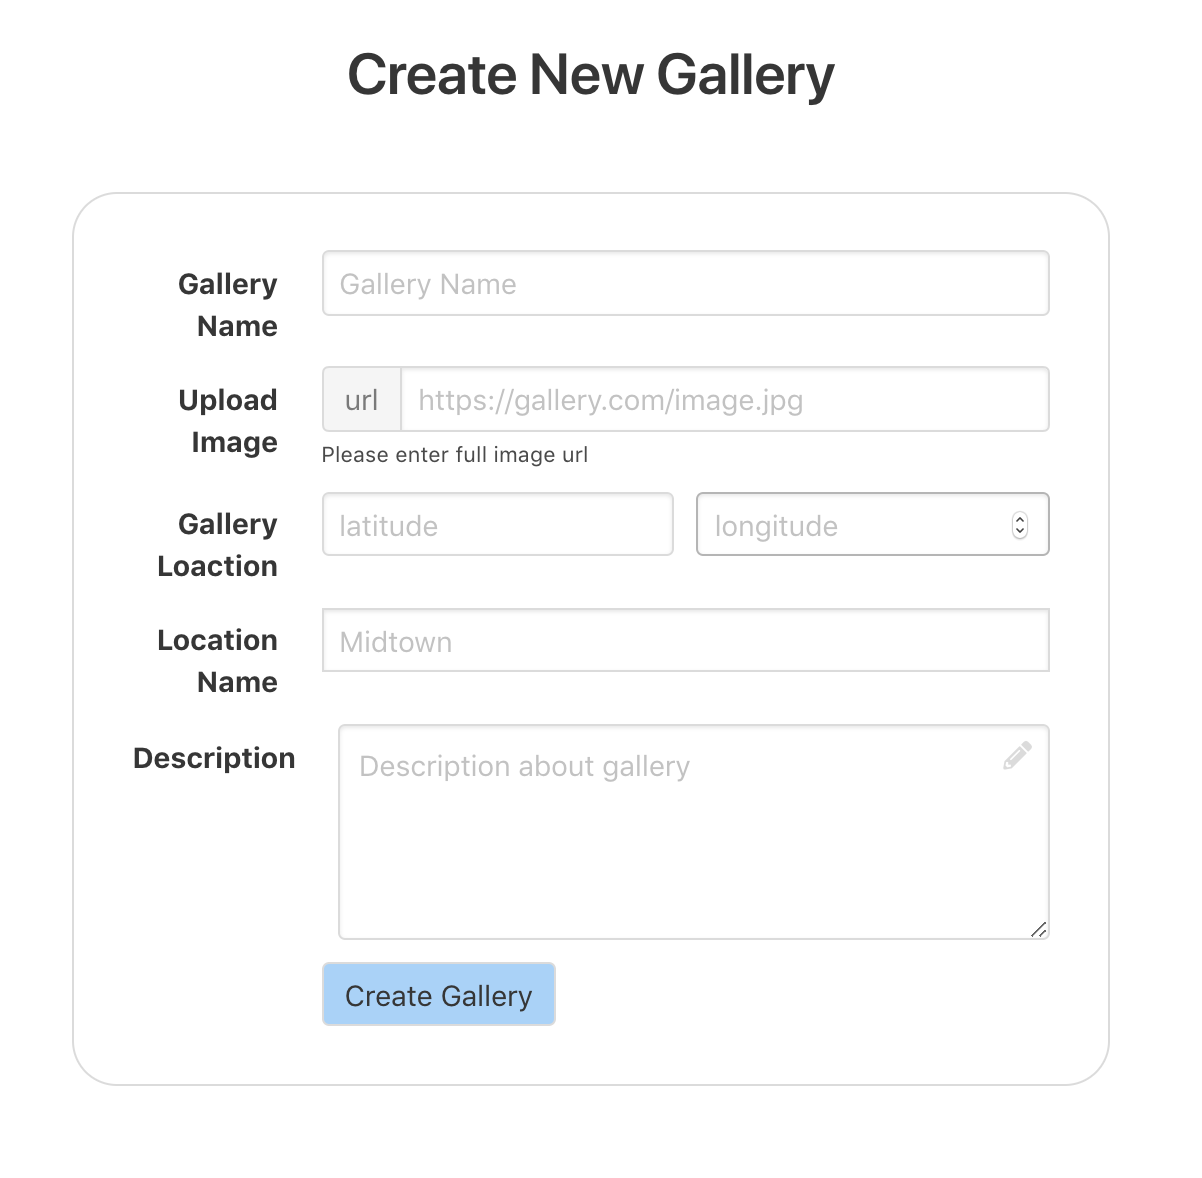 Create New Gallery
Gallery
Name
Gallery Name
Upload
Image
url
https://gallery.com/image.jpg
Please enter full image url
Gallery
Loaction
latitude
longitude
Location
Name
Midtown
Description
Description about gallery
Create Gallery